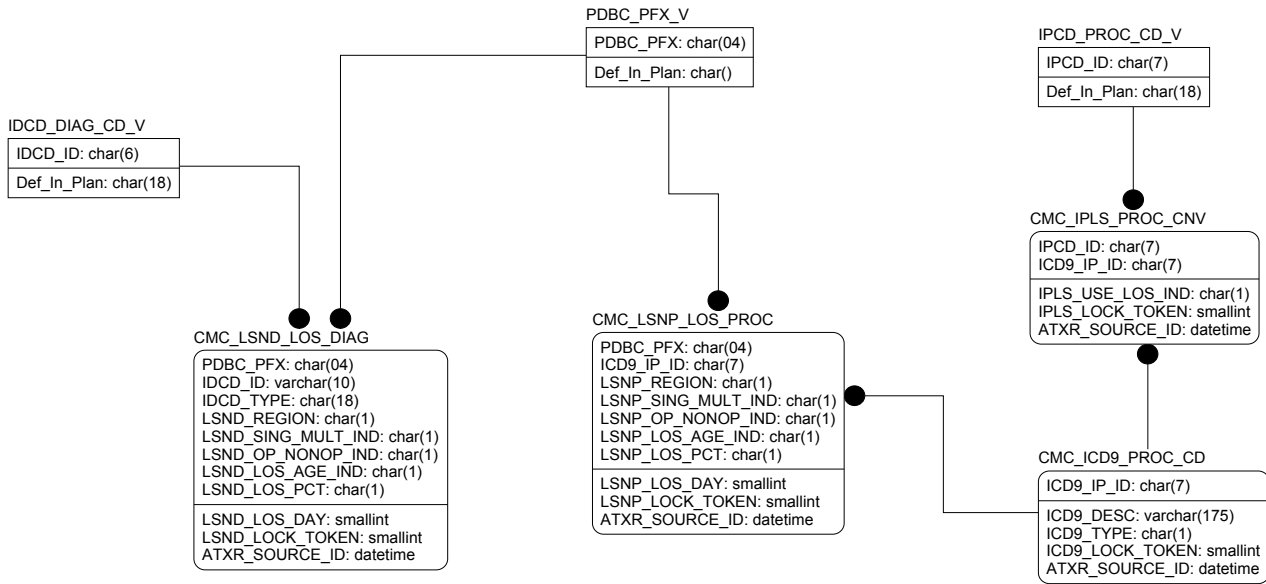 PDBC_PFX_V
PDBC_PFX: char(04)
Def_In_Plan: char()
IPCD_PROC_CD_V
IPCD_ID: char(7)
Def_In_Plan: char(18)
IDCD_DIAG_CD_V
IDCD_ID: char(6)
Def_In_Plan: char(18)
CMC_IPLS_PROC_CNV
IPCD_ID: char(7)
ICD9_IP_ID: char(7)
IPLS_USE_LOS_IND: char(1)
IPLS_LOCK_TOKEN: smallint
ATXR_SOURCE_ID: datetime
CMC_LSND_LOS_DIAG
PDBC_PFX: char(04)
IDCD_ID: varchar(10)
IDCD_TYPE: char(18)
LSND_REGION: char(1)
LSND_SING_MULT_IND: char(1)
LSND_OP_NONOP_IND: char(1)
LSND_LOS_AGE_IND: char(1)
LSND_LOS_PCT: char(1)
LSND_LOS_DAY: smallint
LSND_LOCK_TOKEN: smallint
ATXR_SOURCE_ID: datetime
CMC_LSNP_LOS_PROC
PDBC_PFX: char(04)
ICD9_IP_ID: char(7)
LSNP_REGION: char(1)
LSNP_SING_MULT_IND: char(1)
LSNP_OP_NONOP_IND: char(1)
LSNP_LOS_AGE_IND: char(1)
LSNP_LOS_PCT: char(1)
LSNP_LOS_DAY: smallint
LSNP_LOCK_TOKEN: smallint
ATXR_SOURCE_ID: datetime
CMC_ICD9_PROC_CD
ICD9_IP_ID: char(7)
ICD9_DESC: varchar(175)
ICD9_TYPE: char(1)
ICD9_LOCK_TOKEN: smallint
ATXR_SOURCE_ID: datetime